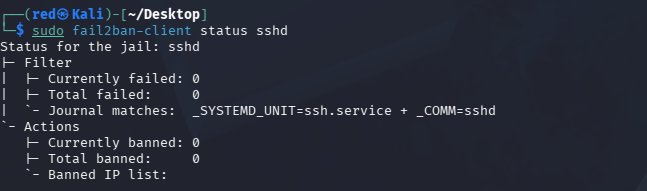 ┌──(red㉿Kali)-[~/Desktop]
└─$ sudo fail2ban-client status sshd
Status for the jail: sshd
|- Filter
|  |- Currently failed: 0
|  |- Total failed:     0
|  `- Journal matches:  _SYSTEMD_UNIT=ssh.service + _COMM=sshd
`- Actions
   |- Currently banned: 0
   |- Total banned:     0
   `- Banned IP list: